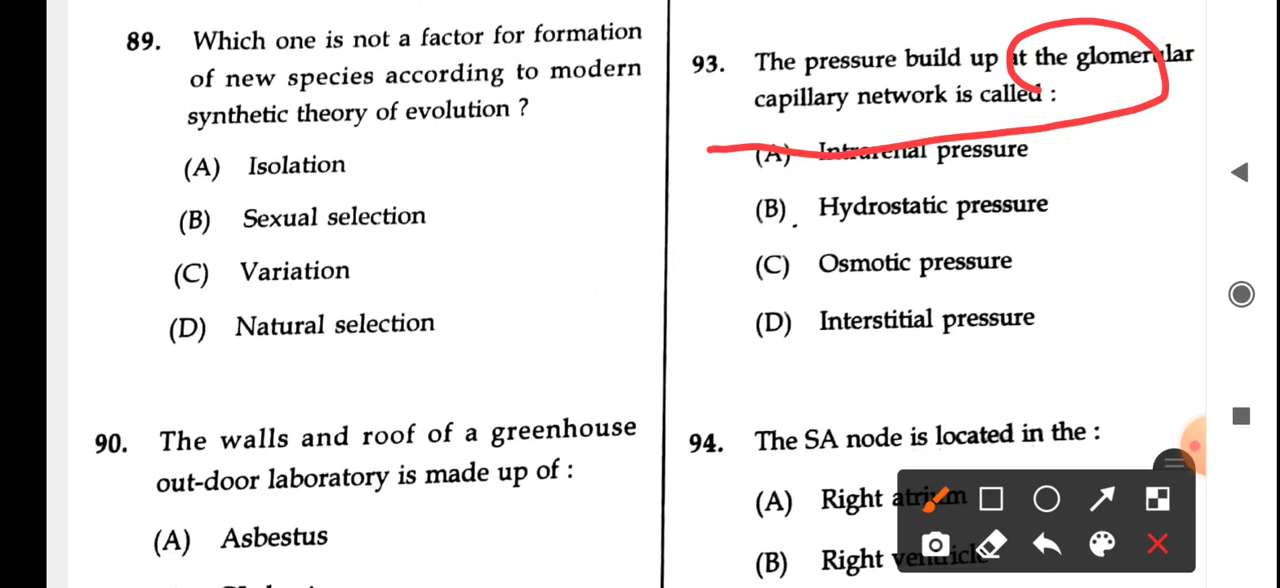 89. Which one is not a factor for formation
of new species according to modern
synthetic theory of evolution ?
(A) Isolation
(B) Sexual selection
(C) Variation
(D) Natural selection
90. The walls and roof of a greenhouse
out-door laboratory is made up of :
(A) Asbestus
93. The pressure build up at the glomerular
capillary network is called :
(A) Intrarenal pressure
(B) Hydrostatic pressure
(C) Osmotic pressure
(D) Interstitial pressure
94. The SA node is located in the :
(A) Right atrium
(B) Right ventricle